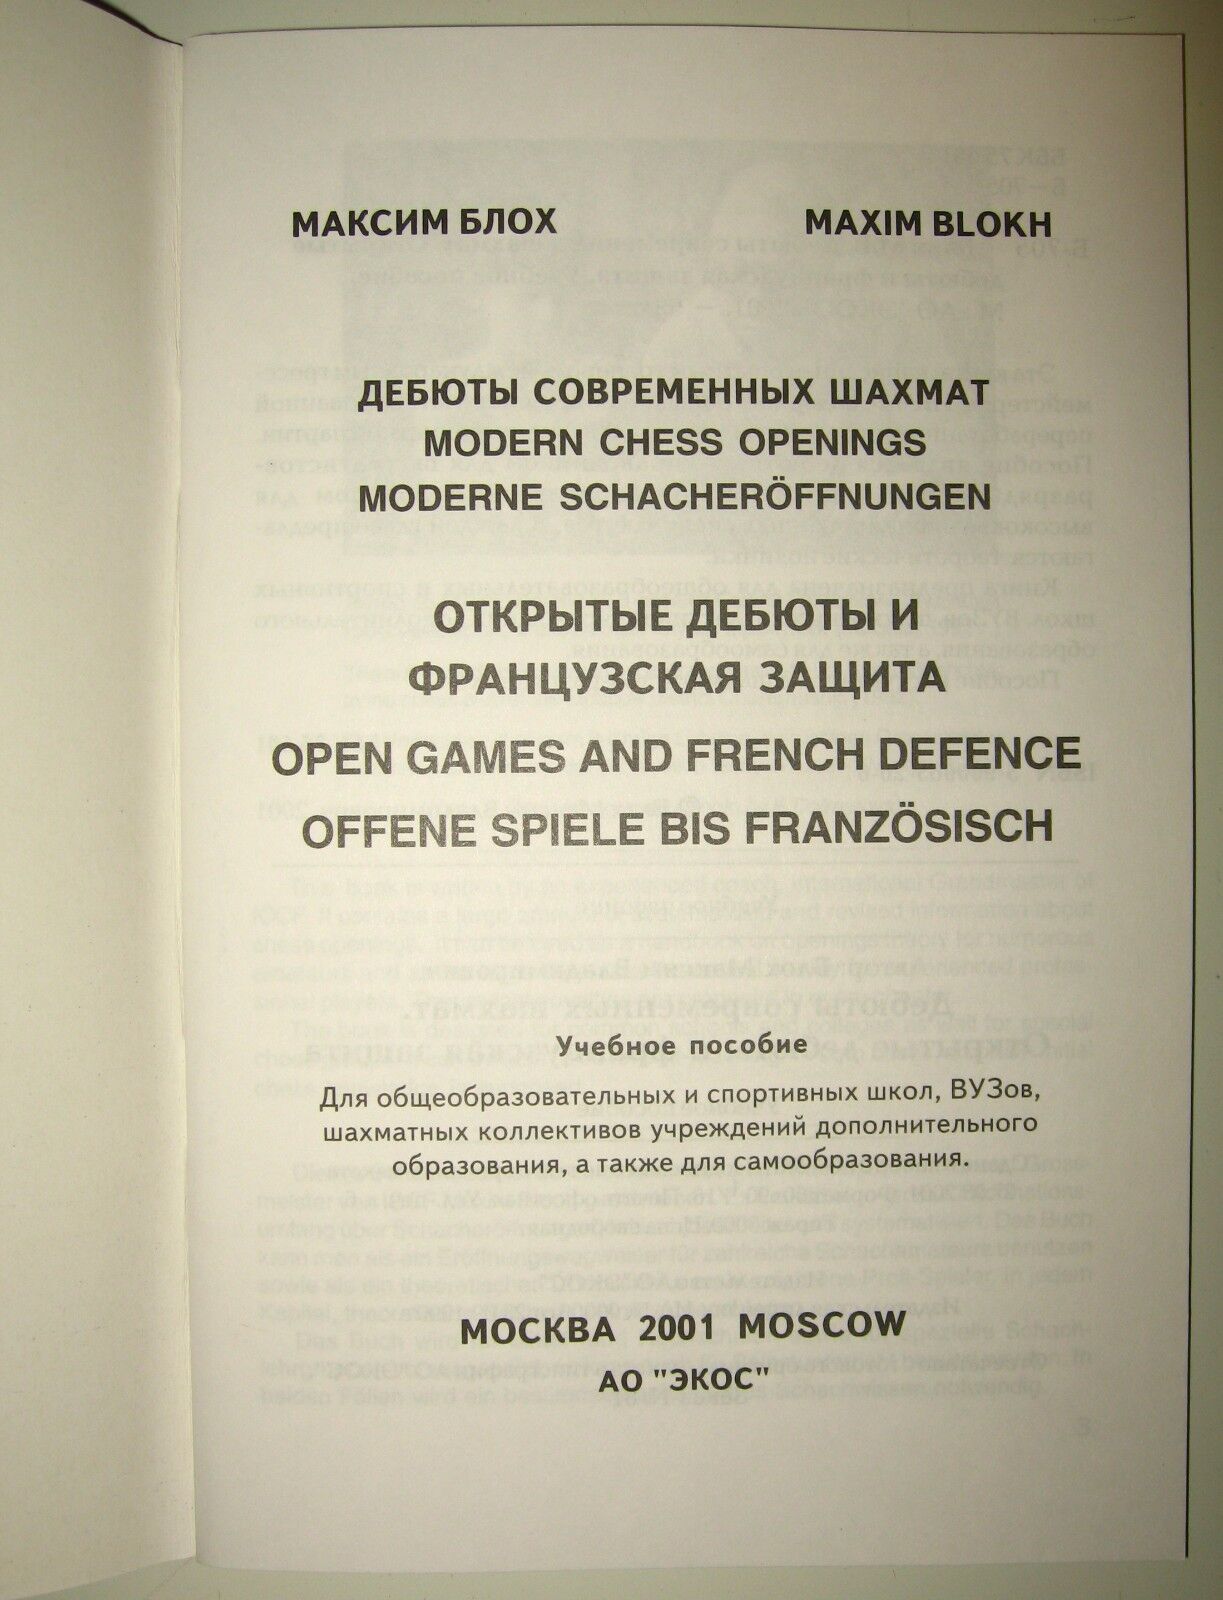 МАКСИМ БЛОХ MAXIM BLOKH
ДЕБЮТЫ СОВРЕМЕННЫХ ШАХМАТ
MODERN CHESS OPENINGS
MODERNE SCHACHERÖFFNUNGEN
ОТКРЫТЫЕ ДЕБЮТЫ И
ФРАНЦУЗСКАЯ ЗАЩИТА
OPEN GAMES AND FRENCH DEFENCE
OFFENE SPIELE BIS FRANZÖSISCH
Учебное пособие
Для общеобразовательных и спортивных школ, ВУЗов,
шахматных коллективов учреждений дополнительного
образования, а также для самообразования.
МОСКВА 2001 MOSCOW
АО "ЭКОС"